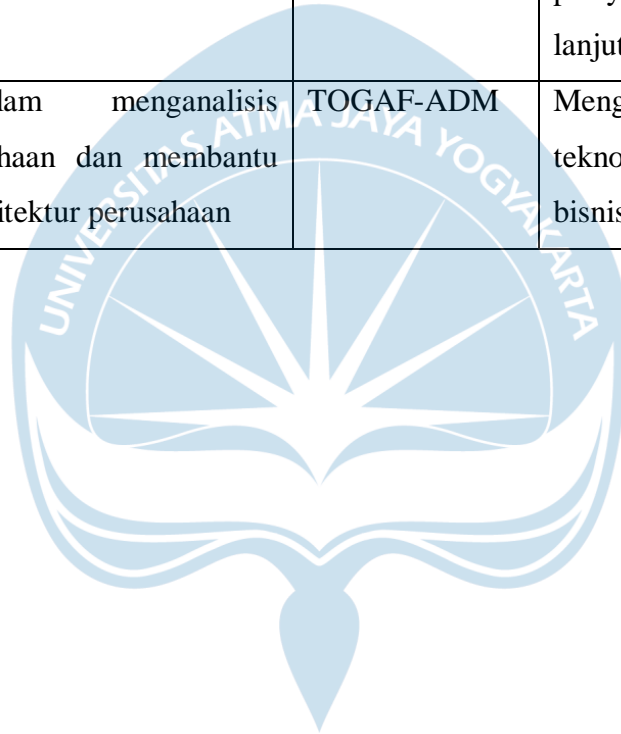 lanjut
lam menganalisis TOGAF-ADM Meng
haan dan membantu tekno
itektur perusahaan bisnis
UNIVERSITAS ATMA JAYA YOGYAKARTA